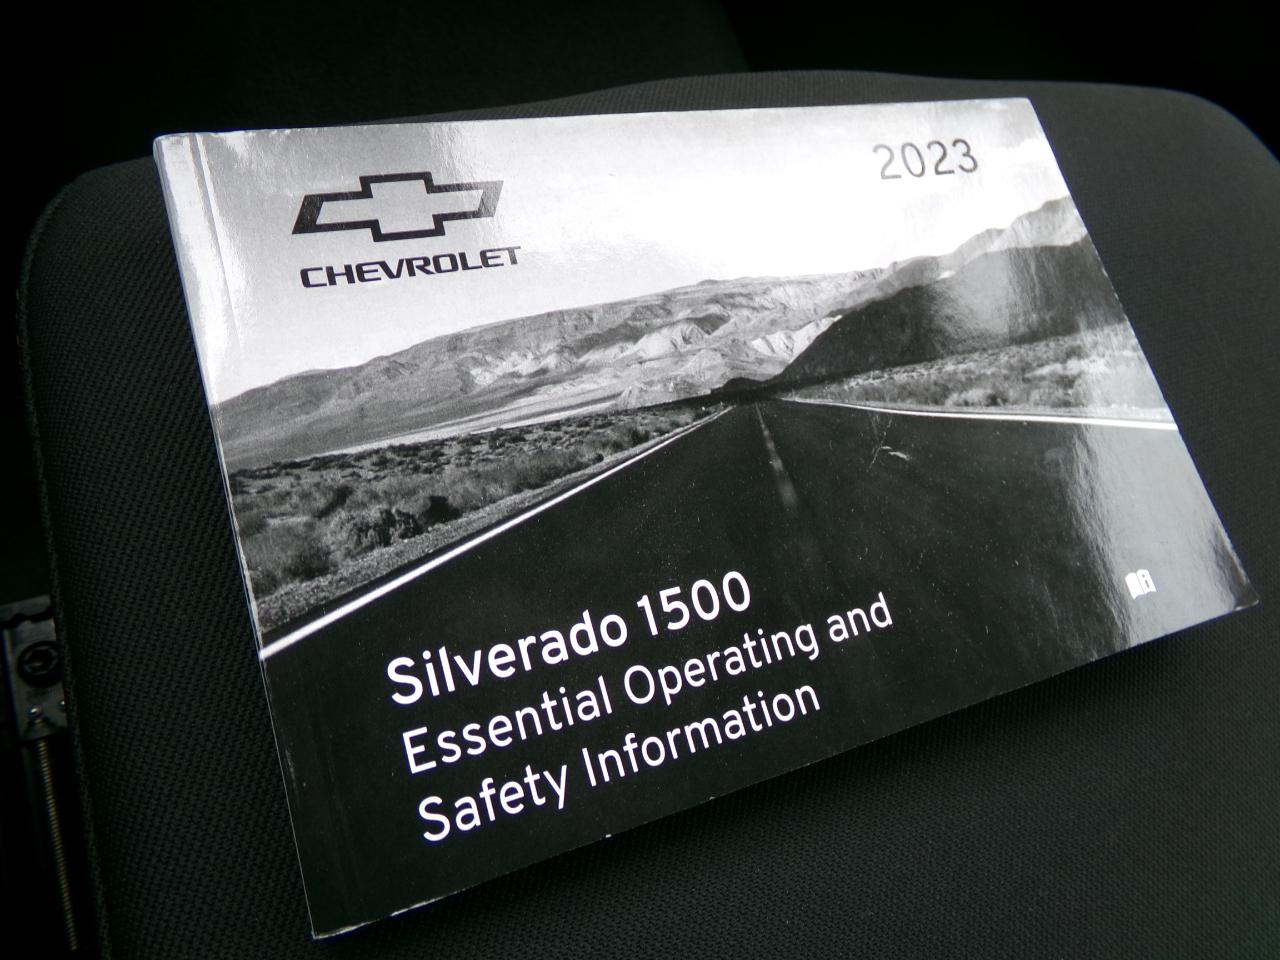 2023
CHEVROLET
Silverado 1500
Essential Operating and
Safety Information